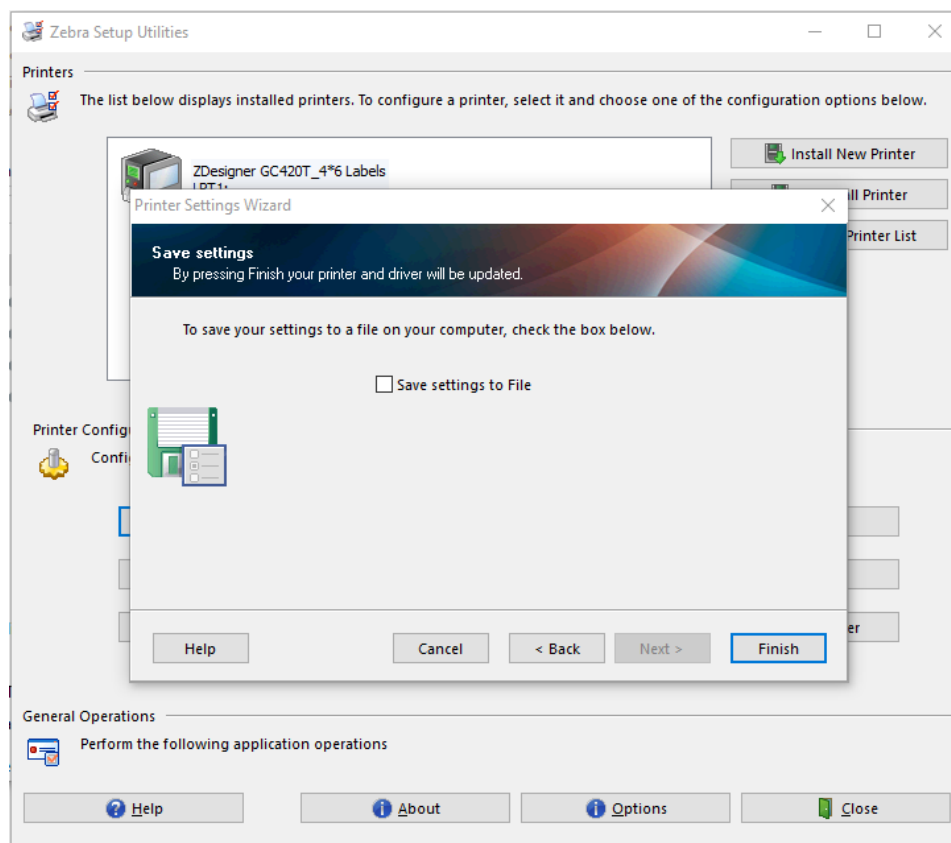 Zebra Setup Utilities
Printers
The list below displays installed printers. To configure a printer, select it and choose one of the configuration options below.
ZDesigner GC420T_4*6 Labels
LPT1:
Install New Printer
Printer
Printer List
Printer Settings Wizard
Save settings
By pressing Finish your printer and driver will be updated.
To save your settings to a file on your computer, check the box below.
Save settings to File
Printer
Help
Cancel
< Back
Next >
Finish
General Operations
Perform the following application operations
Help
About
Options
Close